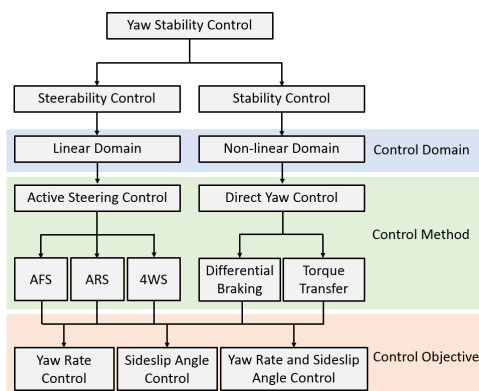 Yaw Stability Control
Steerability Control
Stability Control
Linear Domain
Non-linear Domain
Control Domain
Active Steering Control
Direct Yaw Control
Control Method
AFS
ARS
4WS
Differential
Braking
Torque
Transfer
Yaw Rate
Control
Sideslip Angle
Control
Yaw Rate and Sideslip
Angle Control
Control Objective